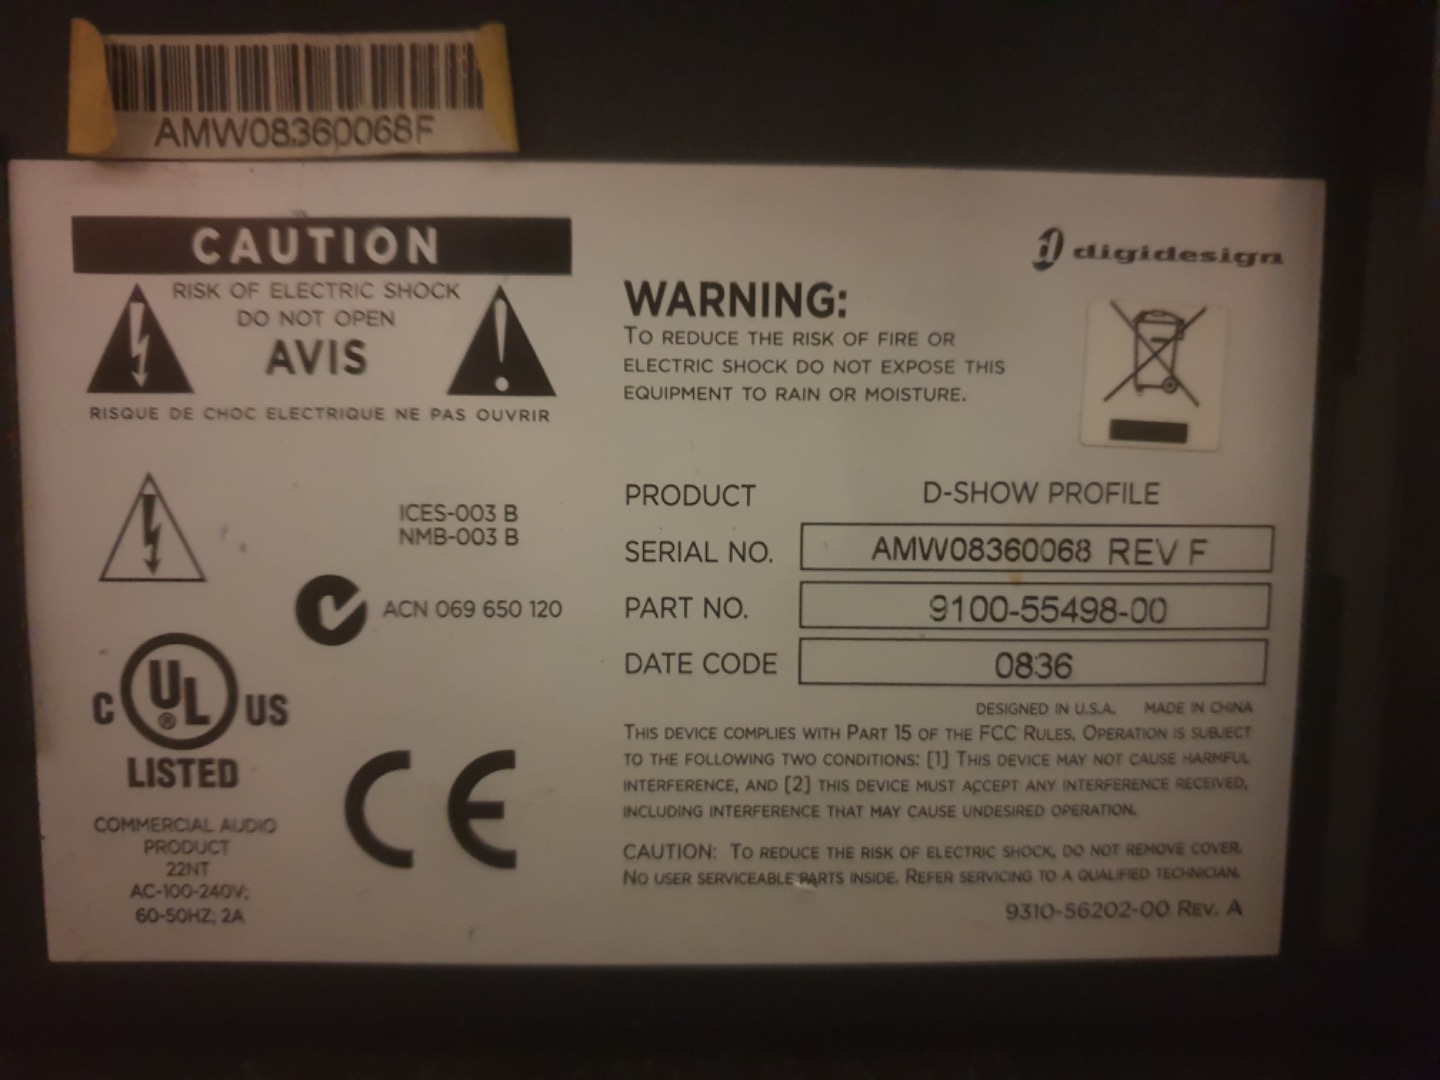 AMW08360068F
CAUTION
RISK OF ELECTRIC SHOCK
DO NOT OPEN
AVIS
RISQUE DE CHOC ELECTRIQUE NE PAS OUVRIR
ICES-003 B
NMB-003 B
ACN 069 650 120
C UL ® US
LISTED
COMMERCIAL AUDIO
PRODUCT
22NT
AC-100-240V;
60-50HZ; 2A
CE
digidesign
WARNING:
TO REDUCE THE RISK OF FIRE OR
ELECTRIC SHOCK DO NOT EXPOSE THIS
EQUIPMENT TO RAIN OR MOISTURE.
PRODUCT D-SHOW PROFILE
SERIAL NO. AMW08360068 REV F
PART NO. 9100-55498-00
DATE CODE 0836
DESIGNED IN U.S.A. MADE IN CHINA
THIS DEVICE COMPLIES WITH PART 15 OF THE FCC RULES. OPERATION IS SUBJECT
TO THE FOLLOWING TWO CONDITIONS: [1] THIS DEVICE MAY NOT CAUSE HARMFUL
INTERFERENCE, AND [2] THIS DEVICE MUST ACCEPT ANY INTERFERENCE RECEIVED,
INCLUDING INTERFERENCE THAT MAY CAUSE UNDESIRED OPERATION.
CAUTION: TO REDUCE THE RISK OF ELECTRIC SHOCK, DO NOT REMOVE COVER.
NO USER SERVICEABLE PARTS INSIDE. REFER SERVICING TO A QUALIFIED TECHNICIAN.
9310-56202-00 REV. A